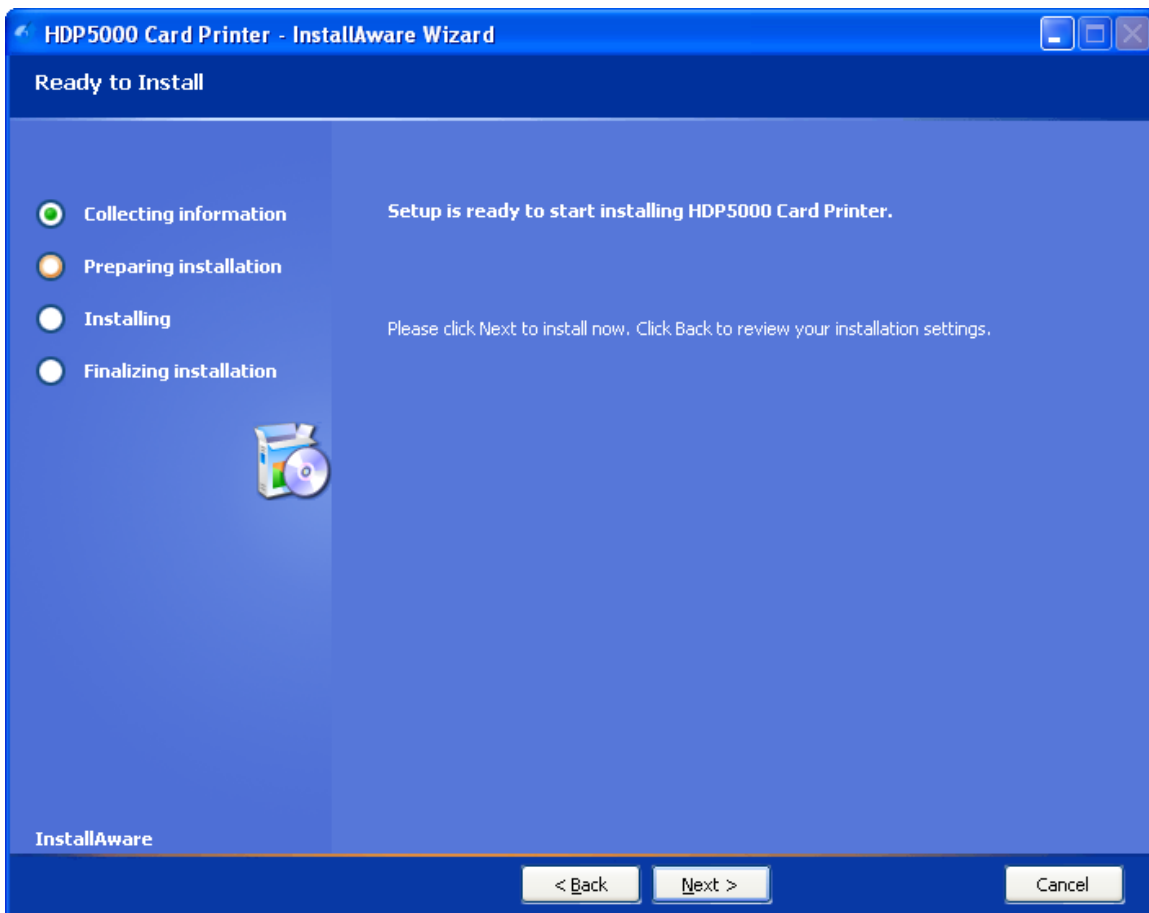 HDP5000 Card Printer - InstallAware Wizard
Ready to Install
Collecting information
Preparing installation
Installing
Finalizing installation
Setup is ready to start installing HDP5000 Card Printer.
Please click Next to install now. Click Back to review your installation settings.
InstallAware
< Back
Next >
Cancel